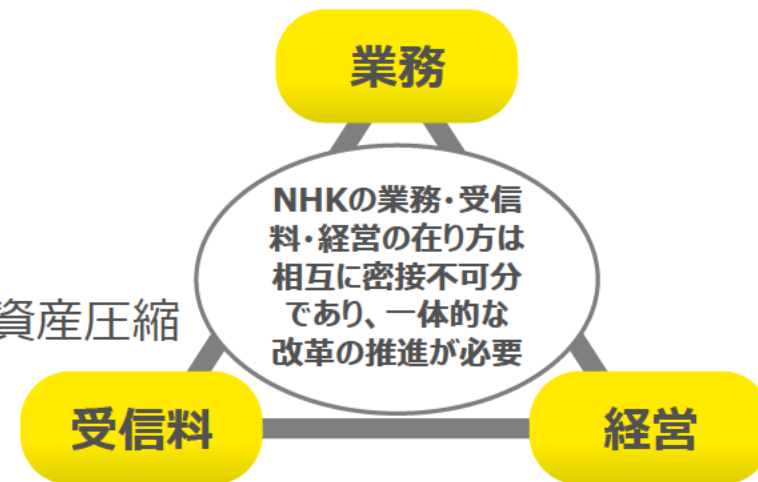 業務
NHKの業務・受信
料・経営の在り方は
相互に密接不可分
であり、一体的な
改革の推進が必要
資産圧縮
受信料
経営